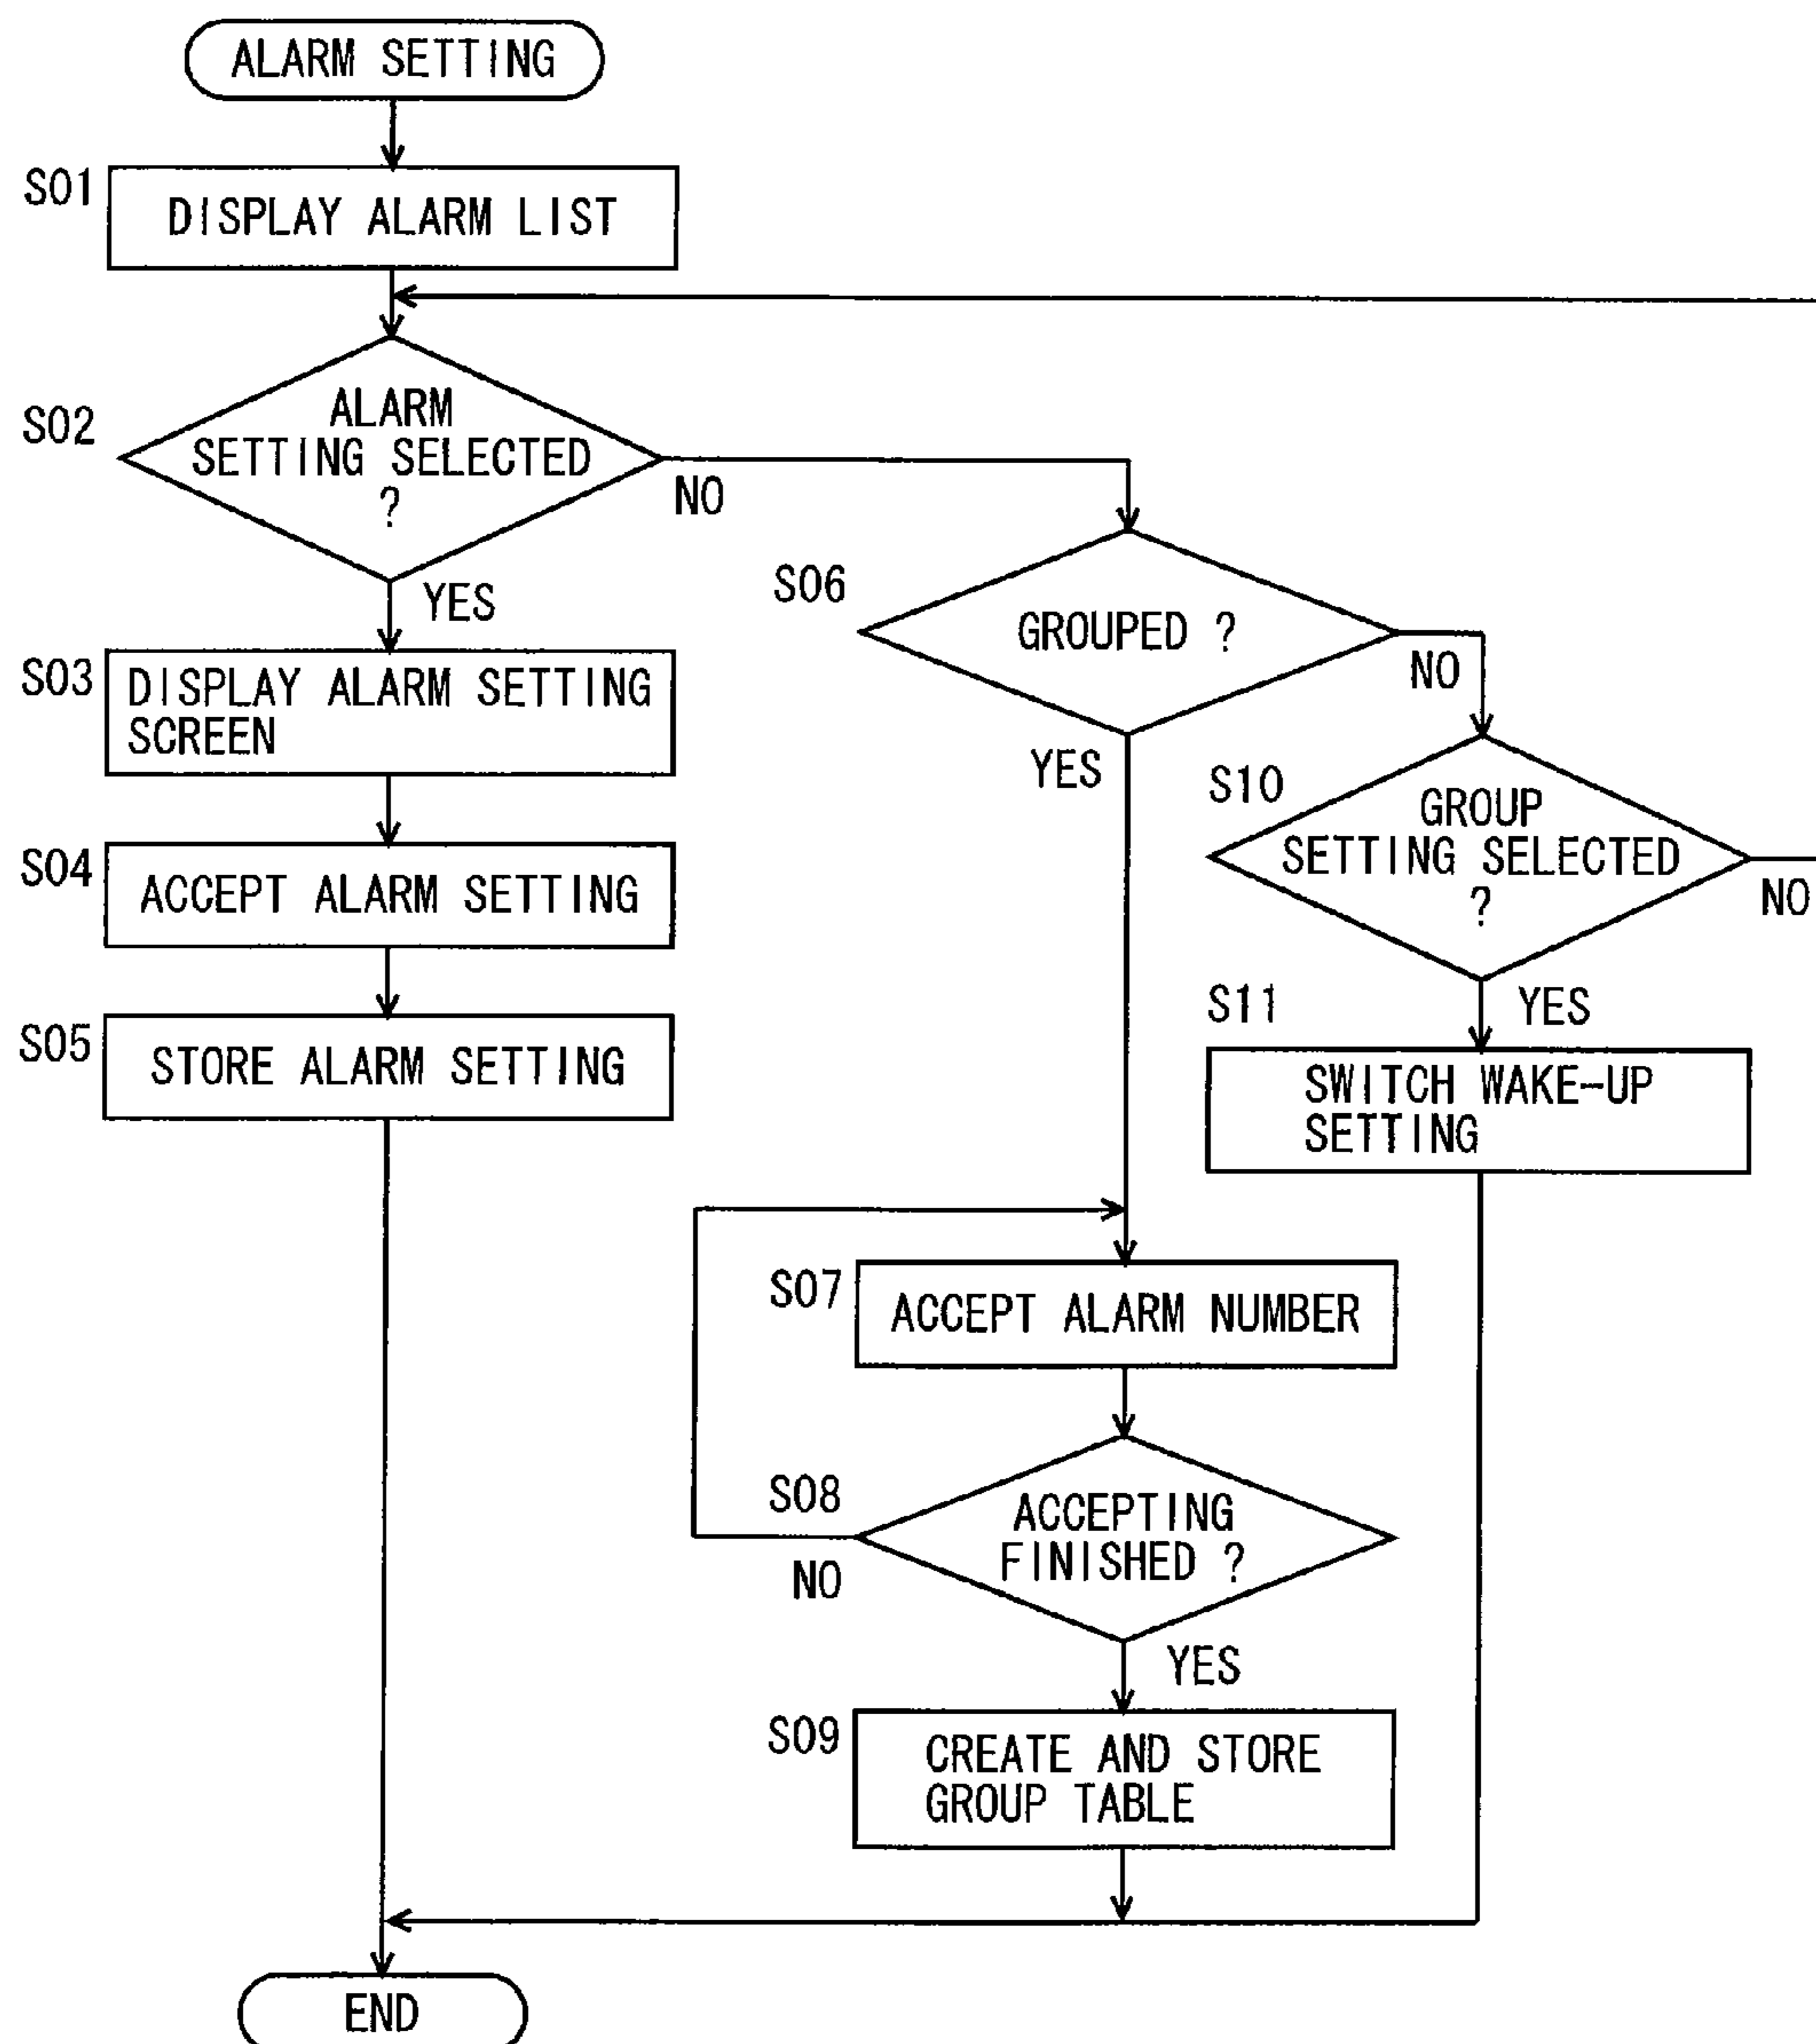 ALARM SETTING
S01
DISPLAY ALARM LIST
S02
ALARM
SETTING SELECTED
?
NO
YES
S03
DISPLAY ALARM SETTING
SCREEN
S04
ACCEPT ALARM SETTING
S05
STORE ALARM SETTING
S06
GROUPED ?
NO
YES
S10
GROUP
SETTING SELECTED
?
NO
YES
S11
SWITCH WAKE-UP
SETTING
S07
ACCEPT ALARM NUMBER
S08
ACCEPTING
FINISHED ?
NO
YES
S09
CREATE AND STORE
GROUP TABLE
END